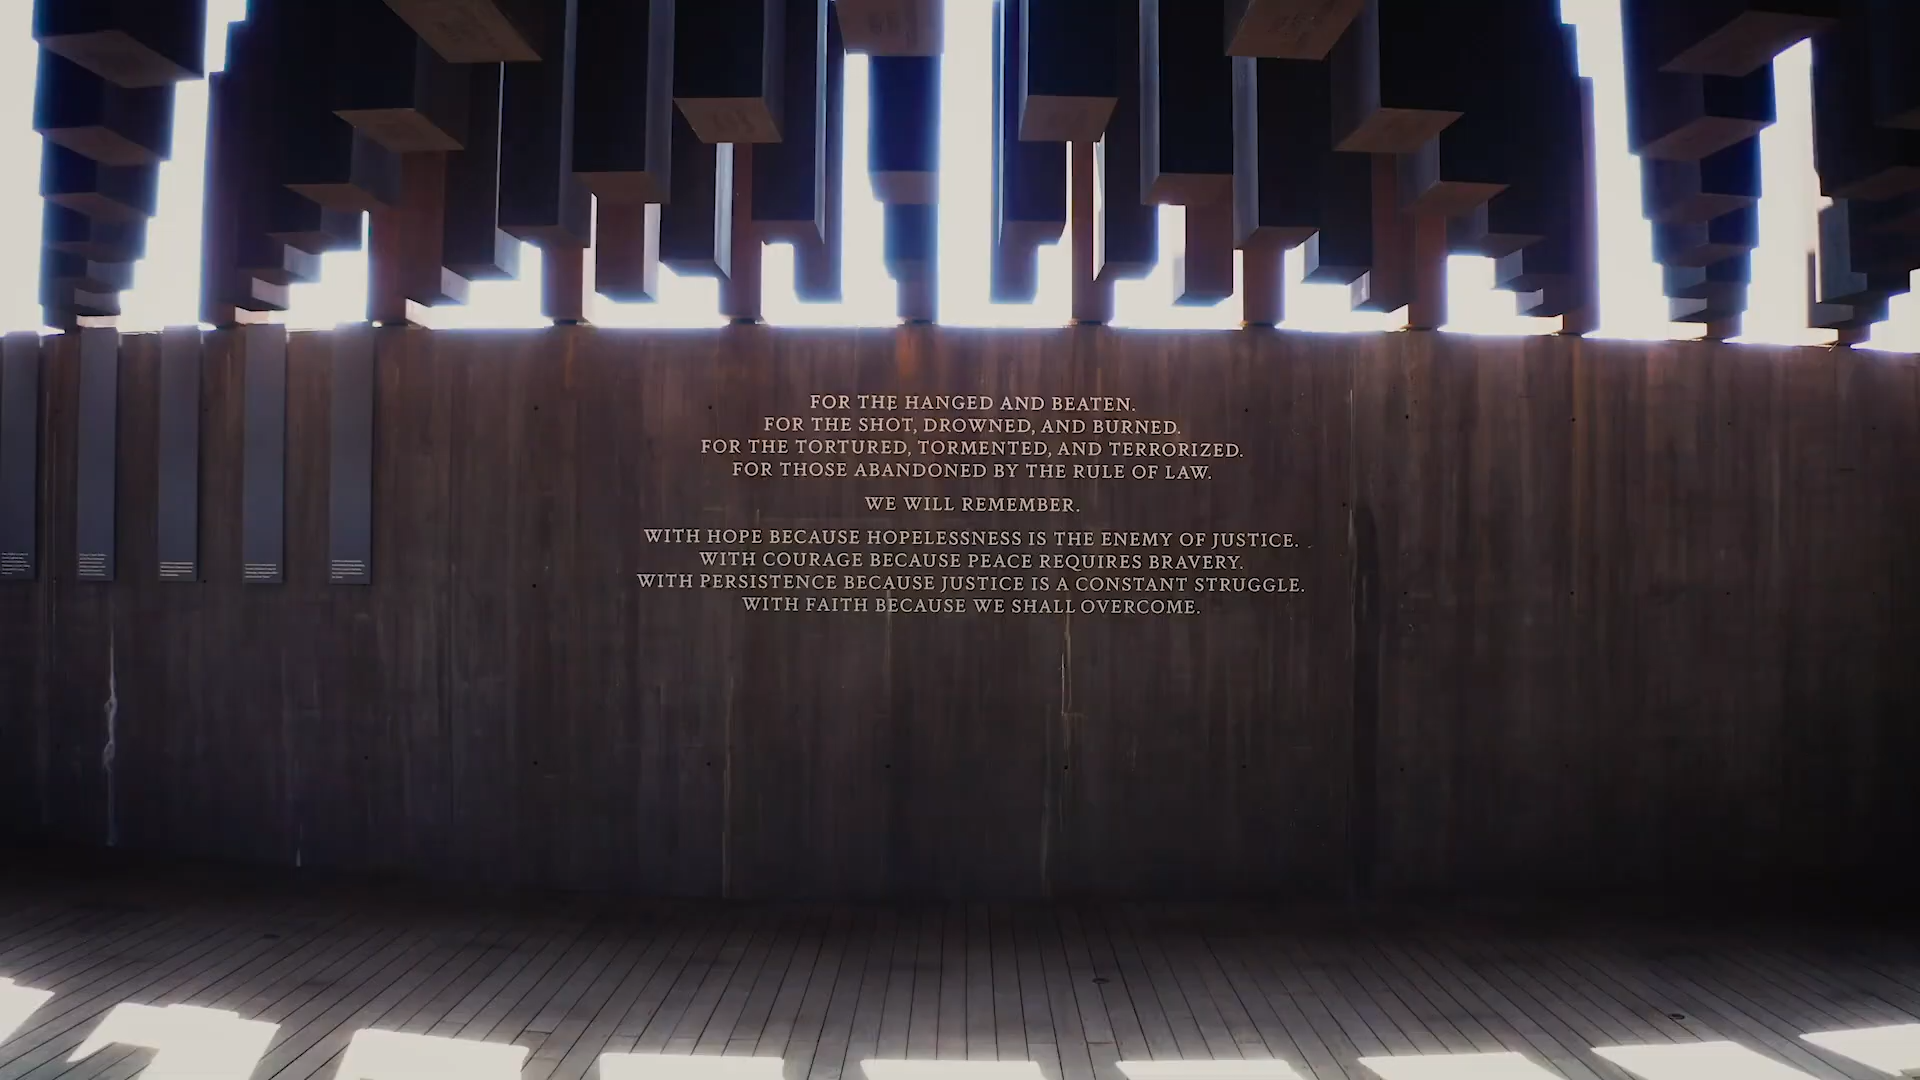 FOR THE HANGED AND BEATEN.
FOR THE SHOT, DROWNED, AND BURNED.
FOR THE TORTURED, TORMENTED, AND TERRORIZED.
FOR THOSE ABANDONED BY THE RULE OF LAW.
WE WILL REMEMBER.
WITH HOPE BECAUSE HOPELESSNESS IS THE ENEMY OF JUSTICE.
WITH COURAGE BECAUSE PEACE REQUIRES BRAVERY.
WITH PERSISTENCE BECAUSE JUSTICE IS A CONSTANT STRUGGLE.
WITH FAITH BECAUSE WE SHALL OVERCOME.